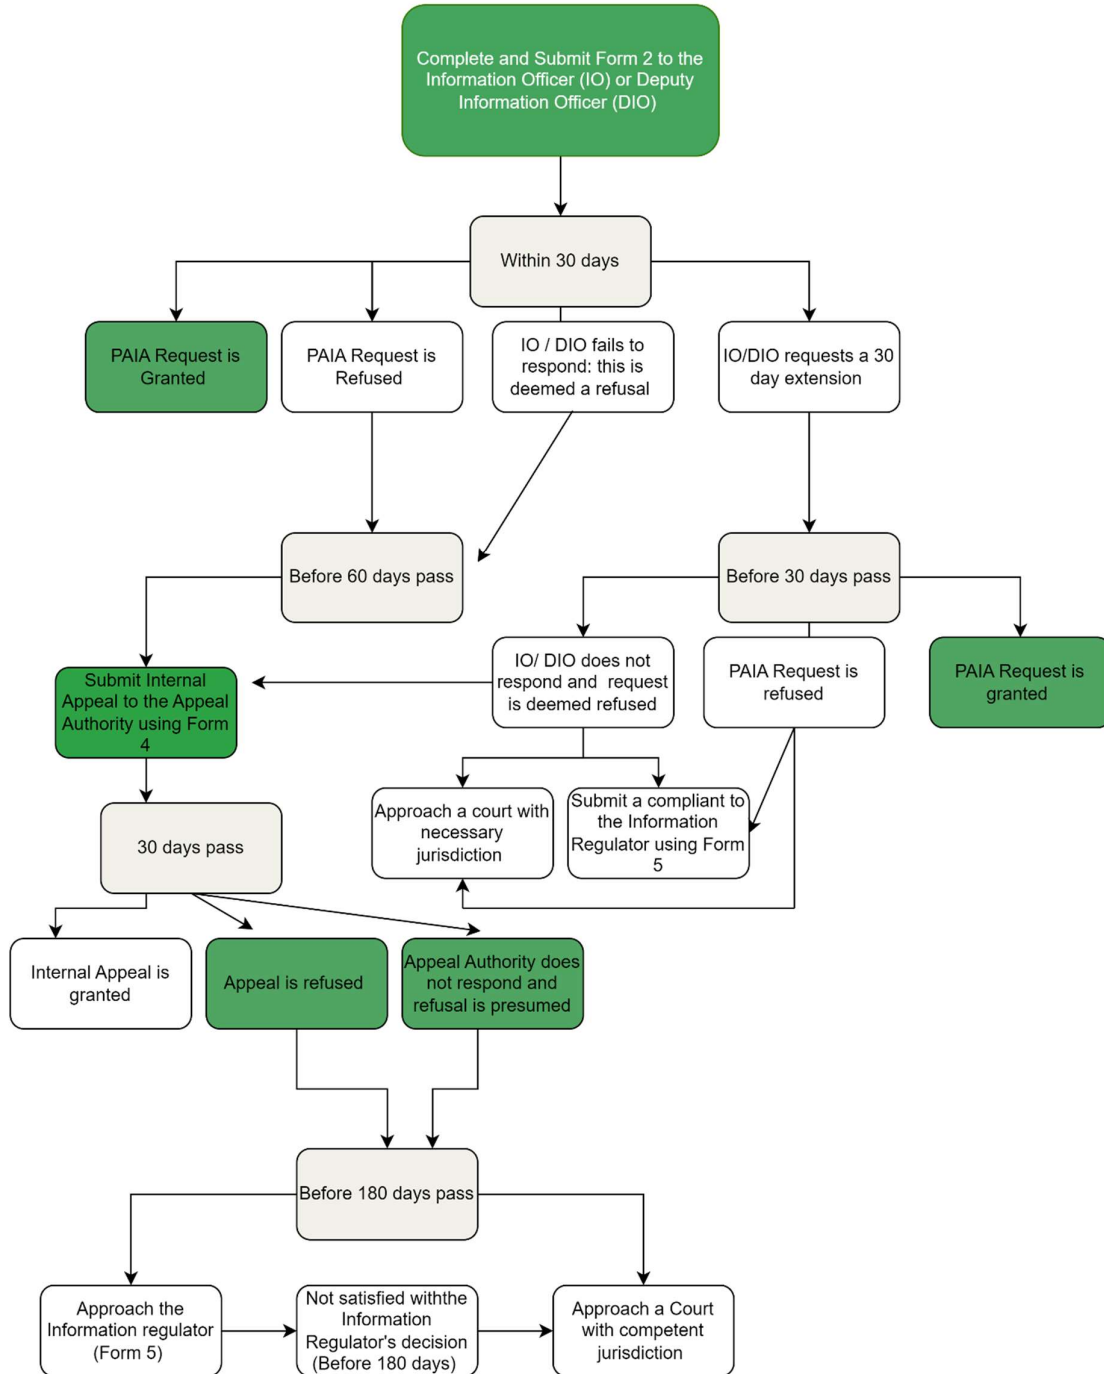 Complete and Submit Form 2 to the
Information Officer (IO) or Deputy
Information Officer (DIO)
Within 30 days
PAIA Request is
Granted
PAIA Request is
Refused
IO / DIO fails to
respond: this is
deemed a refusal
IO/DIO requests a 30
day extension
Before 60 days pass
Before 30 days pass
Submit Internal
Appeal to the Appeal
Authority using Form
4
IO/ DIO does not
respond and request
is deemed refused
PAIA Request is
refused
PAIA Request is
granted
30 days pass
Approach a court with
necessary
jurisdiction
Submit a compliant to
the Information
Regulator using Form
5
Internal Appeal is
granted
Appeal is refused
Appeal Authority does
not respond and
refusal is presumed
Before 180 days pass
Approach the
Information regulator
(Form 5)
Not satisfied withthe
Information
Regulator's decision
(Before 180 days)
Approach a Court
with competent
jurisdiction